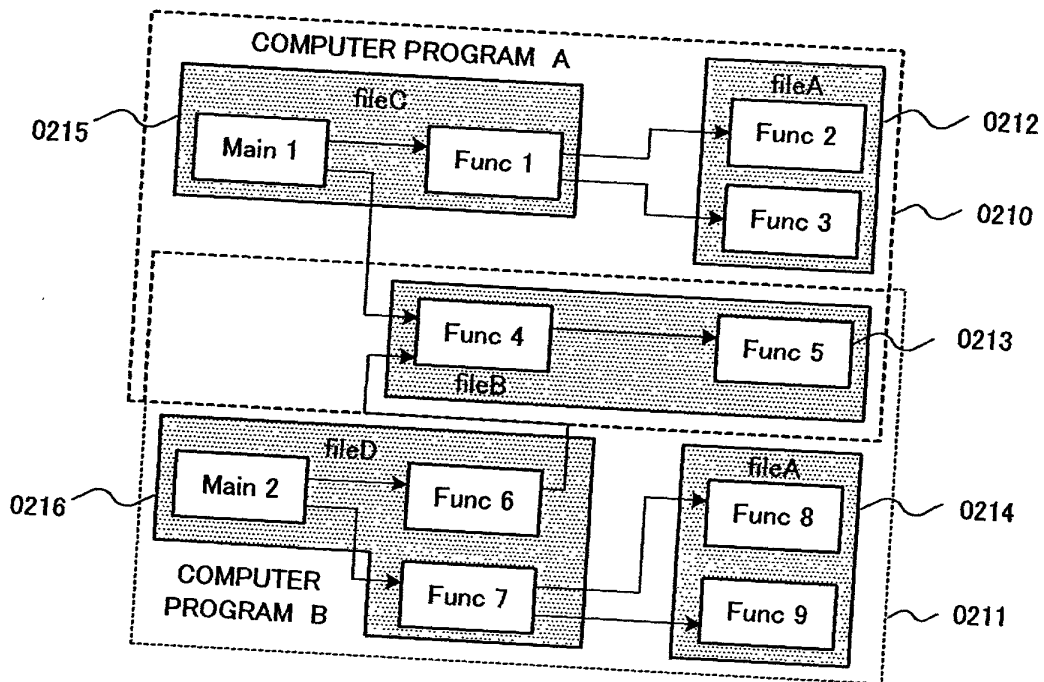 COMPUTER PROGRAM A
fileC
fileA
0215
0212
Main 1
Func 1
Func 2
Func 3
0210
Func 4
Func 5
0213
fileB
fileD
fileA
0216
Main 2
Func 6
Func 8
0214
COMPUTER
PROGRAM B
Func 7
Func 9
0211